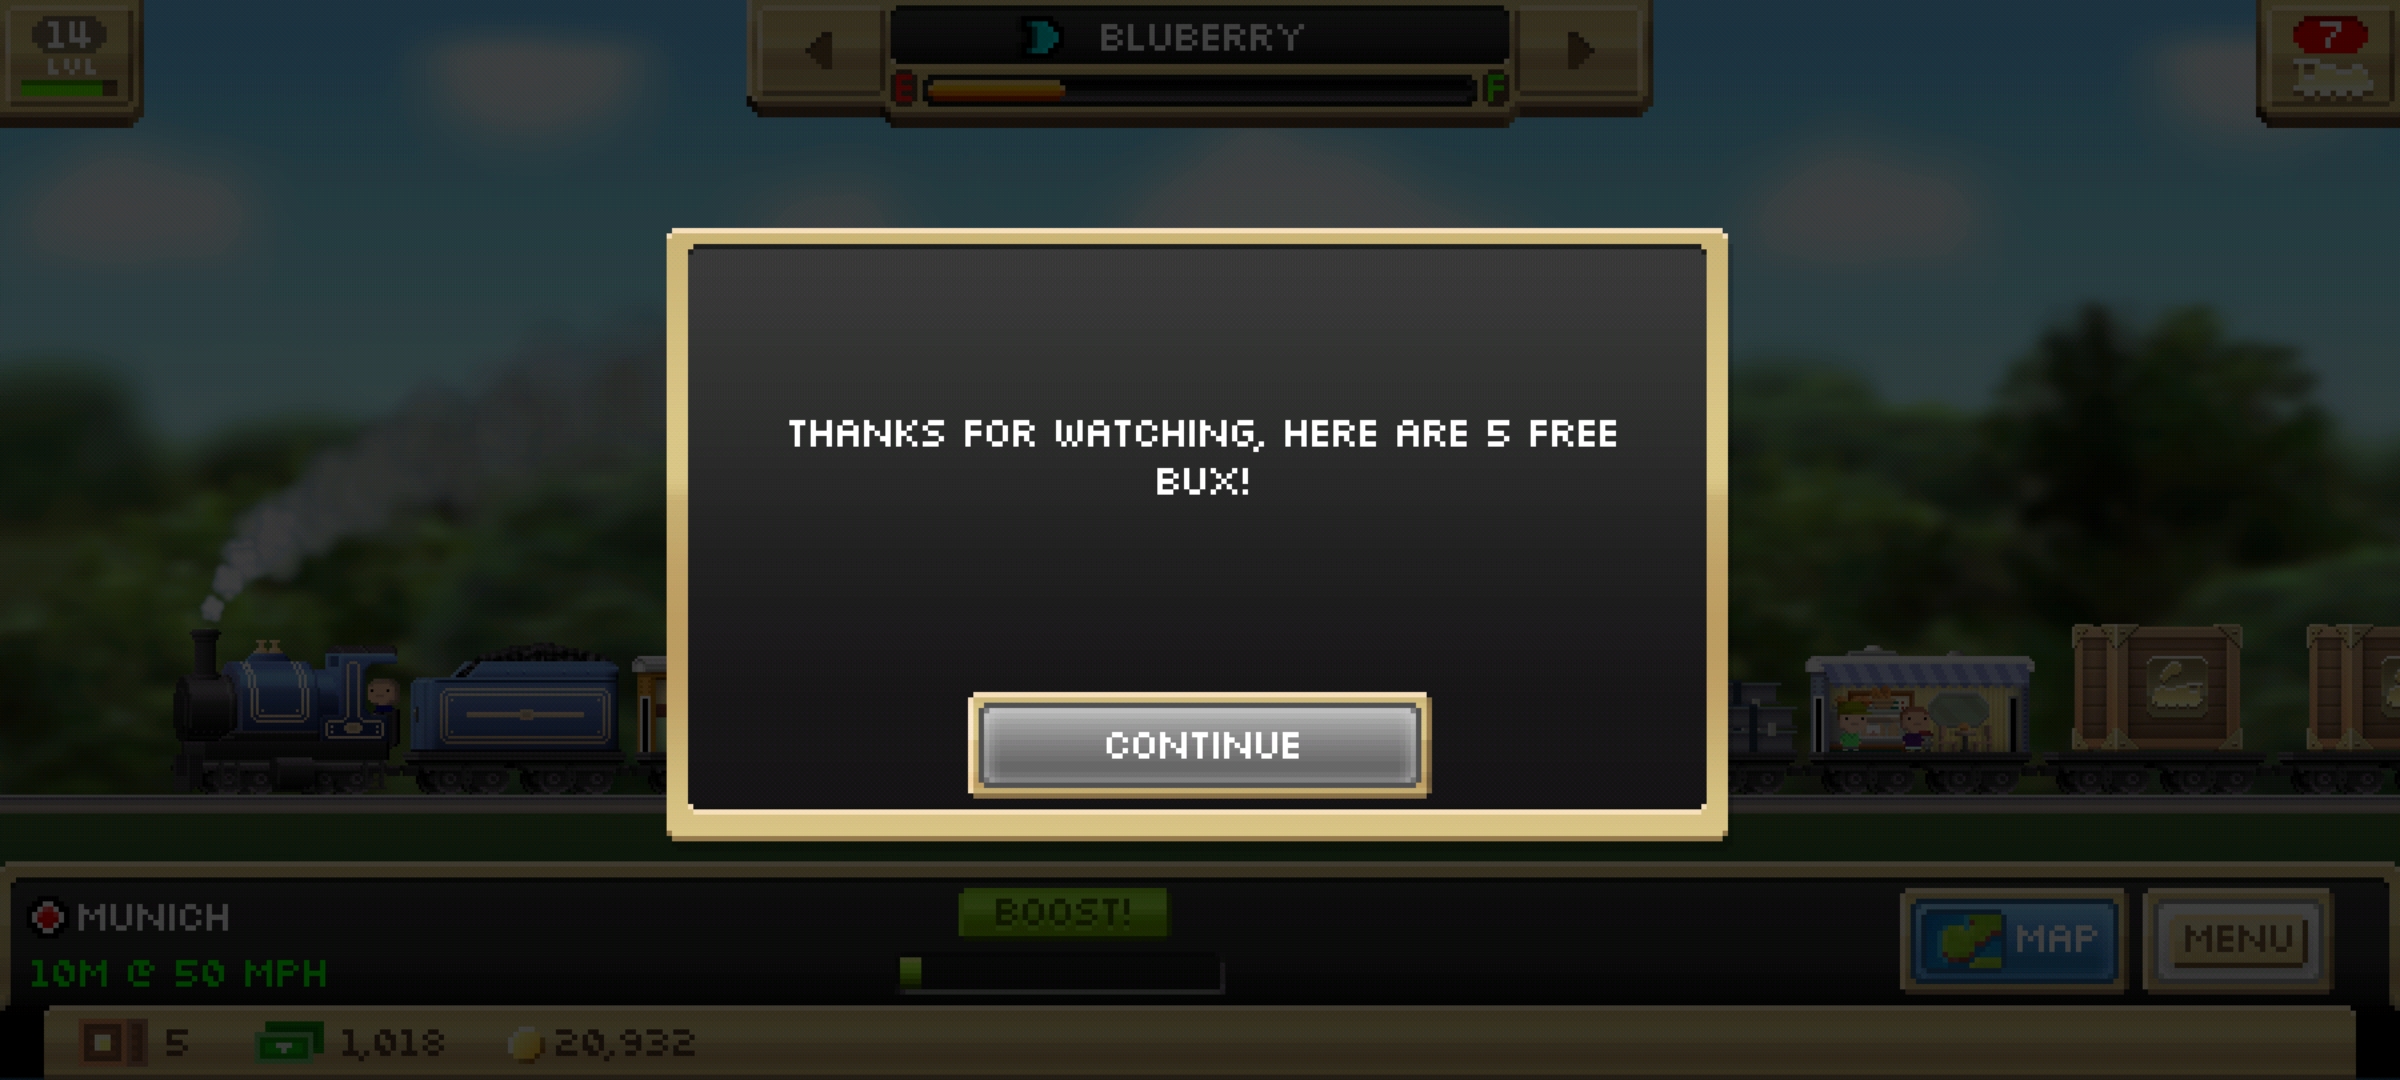 14
LVL
BLUBERRY
E
F
7
THANKS FOR WATCHING, HERE ARE 5 FREE
BUX!
CONTINUE
MUNICH
10M @ 50 MPH
BOOST!
MAP
MENU
5
1,018
20,932